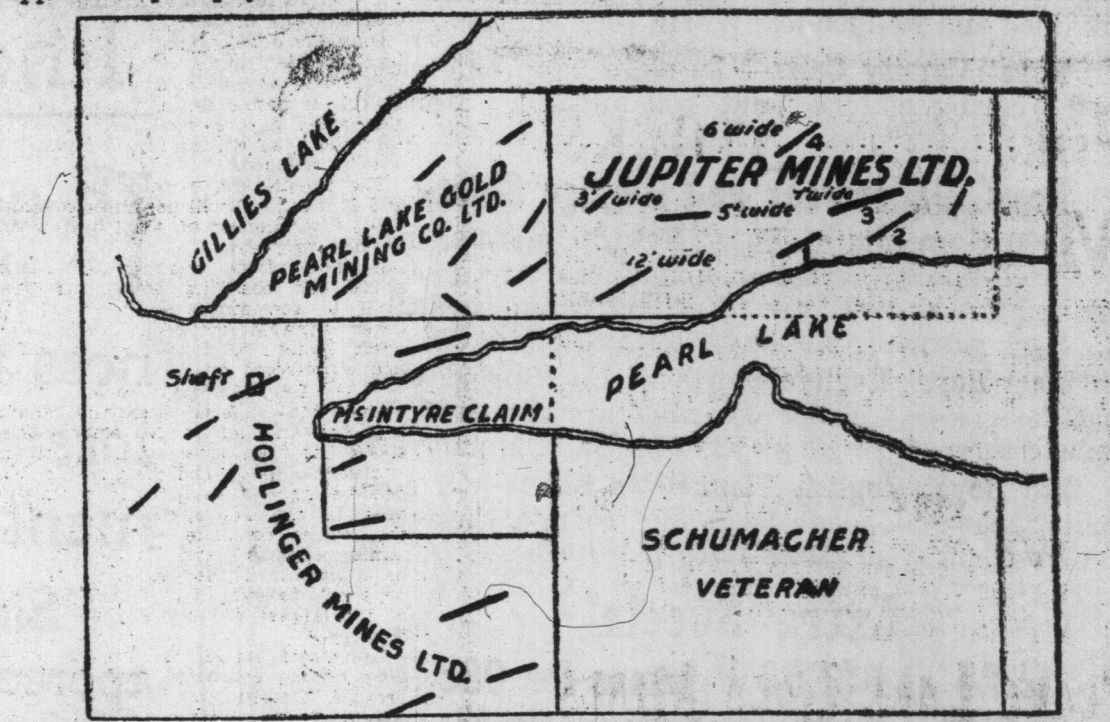 GILLIES LAKE
PEARL LAKE GOLD
MINING CO. LTD.
6' wide
4
JUPITER MINES LTD.
3' wide
5' wide
7' wide
3
2
12' wide
PEARL LAKE
Shaft
McINTYRE CLAIM
HOLLINGER MINES LTD.
SCHUMACHER
VETERAN